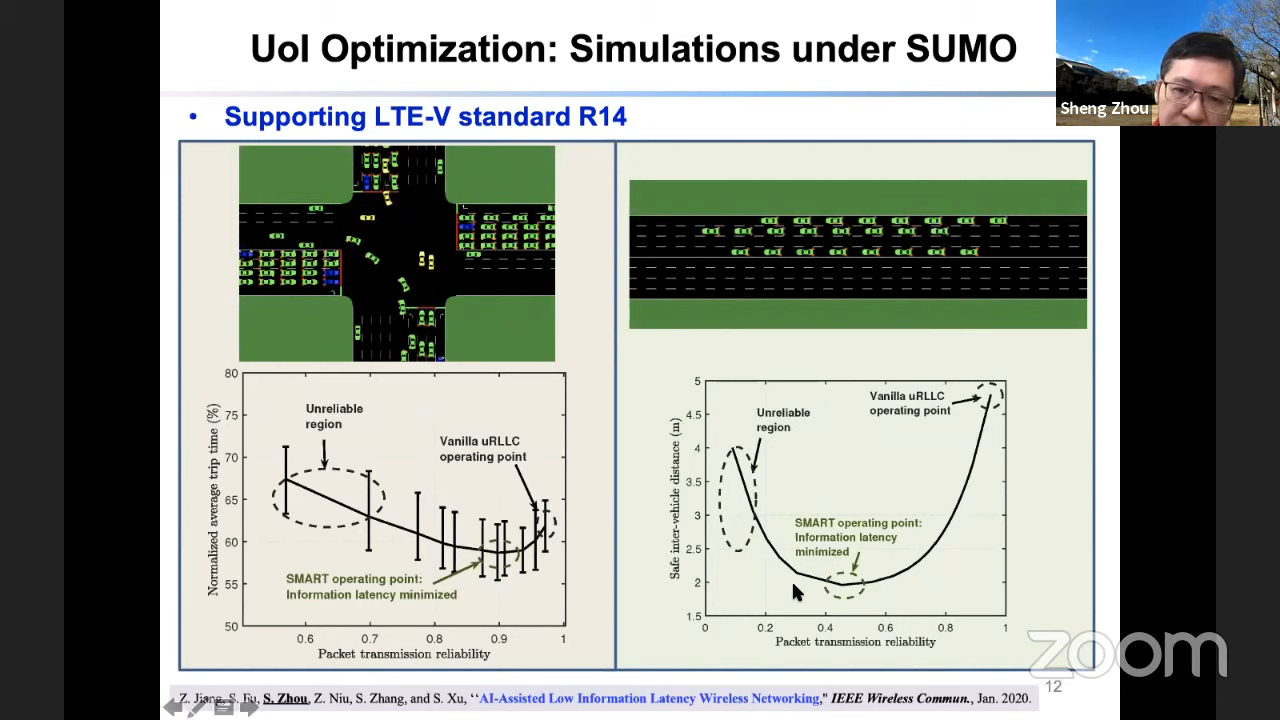 UoI Optimization: Simulations under SUMO
Sheng Zhou
• Supporting LTE-V standard R14
80
75
70
65
60
55
50
0.6
0.7
0.8
0.9
1
Normalized average trip time (%)
Packet transmission reliability
Unreliable
region
Vanilla uRLLC
operating point
SMART operating point:
Information latency minimized
5
4.5
4
3.5
3
2.5
2
1.5
0
0.2
0.4
0.6
0.8
1
Safe inter-vehicle distance (m)
Packet transmission reliability
Unreliable
region
Vanilla uRLLC
operating point
SMART operating point:
Information latency
minimized
zoom
12
Z. Jiang, S. Fu, S. Zhou, Z. Niu, S. Zhang, and S. Xu, ‘‘AI-Assisted Low Information Latency Wireless Networking," IEEE Wireless Commun., Jan. 2020.